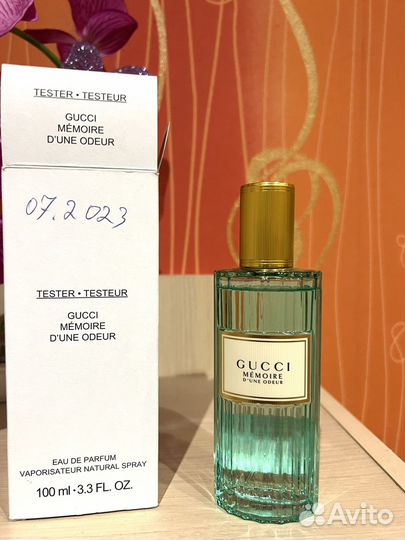 TESTER • TESTEUR
GUCCI
MÉMOIRE
D'UNE ODEUR
07.2023
TESTER • TESTEUR
GUCCI
MÉMOIRE
D'UNE ODEUR
EAU DE PARFUM
VAPORISATEUR NATURAL SPRAY
100 ml • 3.3 FL. OZ.
GUCCI
MÉMOIRE
D'UNE ODEUR
Avito